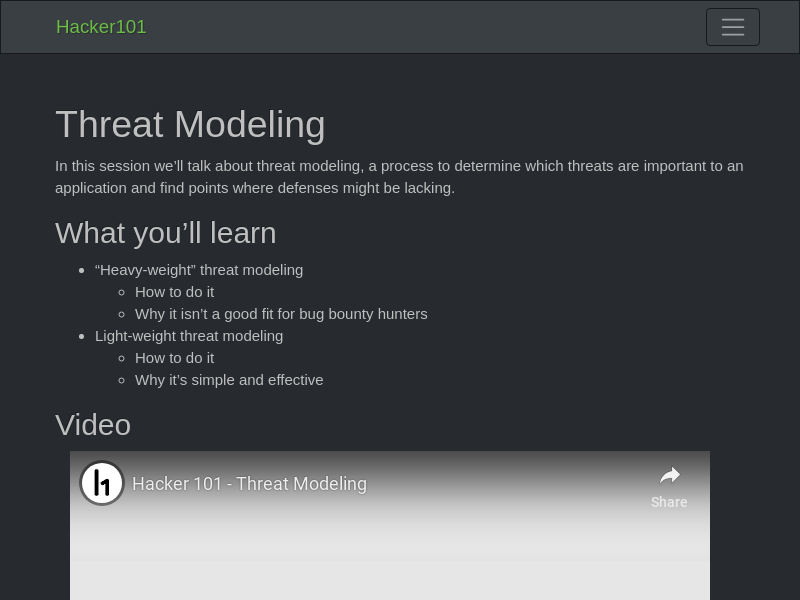 Hacker101
Threat Modeling
In this session we’ll talk about threat modeling, a process to determine which threats are important to an
application and find points where defenses might be lacking.
What you’ll learn
“Heavy-weight” threat modeling
How to do it
Why it isn’t a good fit for bug bounty hunters
Light-weight threat modeling
How to do it
Why it’s simple and effective
Video
Hacker 101 - Threat Modeling
Share